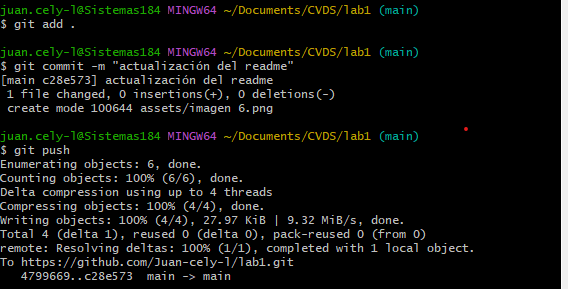 juan.cely-l@Sistemas184 MINGW64 ~/Documents/CVDS/lab1 (main)
$ git add .
juan.cely-l@Sistemas184 MINGW64 ~/Documents/CVDS/lab1 (main)
$ git commit -m "actualización del readme"
[main c28e573] actualización del readme
 1 file changed, 0 insertions(+), 0 deletions(-)
 create mode 100644 assets/imagen 6.png
juan.cely-l@Sistemas184 MINGW64 ~/Documents/CVDS/lab1 (main)
$ git push
Enumerating objects: 6, done.
Counting objects: 100% (6/6), done.
Delta compression using up to 4 threads
Compressing objects: 100% (4/4), done.
Writing objects: 100% (4/4), 27.97 KiB | 9.32 MiB/s, done.
Total 4 (delta 1), reused 0 (delta 0), pack-reused 0 (from 0)
remote: Resolving deltas: 100% (1/1), completed with 1 local object.
To https://github.com/Juan-cely-l/lab1.git
   4799669..c28e573  main -> main